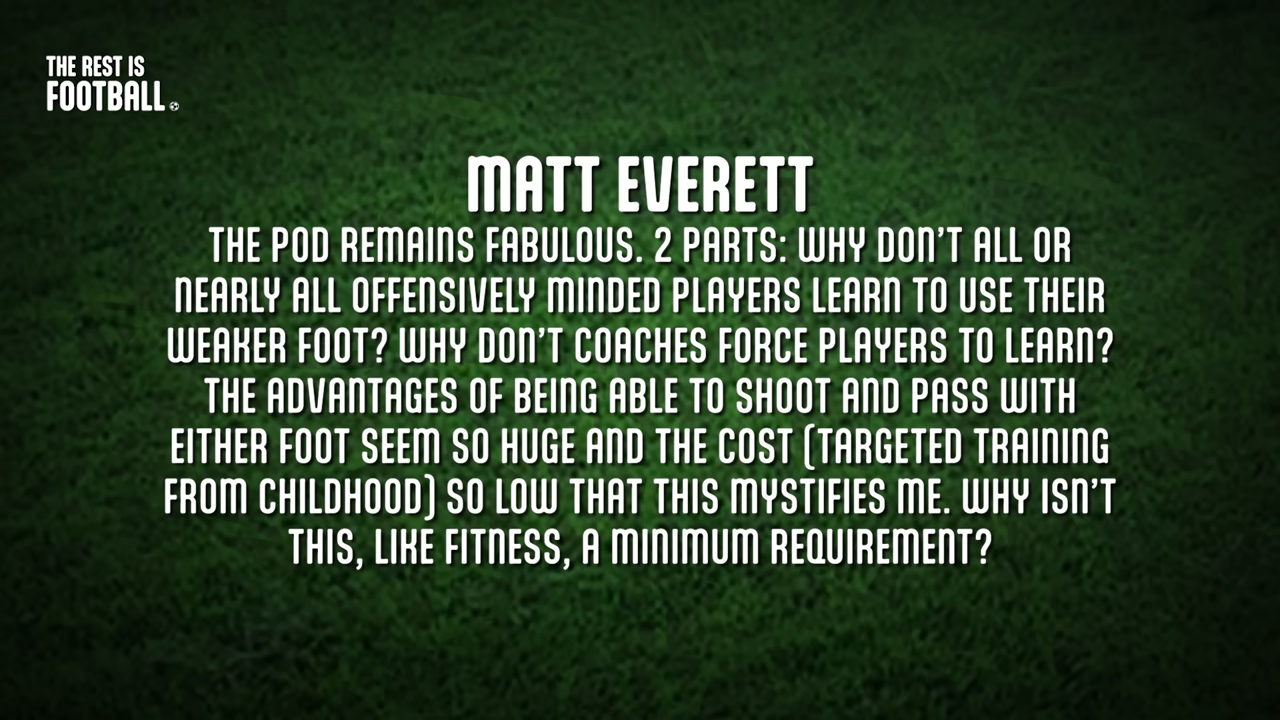 THE REST IS
FOOTBALL.
MATT EVERETT
THE POD REMAINS FABULOUS. 2 PARTS: WHY DON'T ALL OR
NEARLY ALL OFFENSIVELY MINDED PLAYERS LEARN TO USE THEIR
WEAKER FOOT? WHY DON'T COACHES FORCE PLAYERS TO LEARN?
THE ADVANTAGES OF BEING ABLE TO SHOOT AND PASS WITH
EITHER FOOT SEEM SO HUGE AND THE COST (TARGETED TRAINING
FROM CHILDHOOD) SO LOW THAT THIS MYSTIFIES ME. WHY ISN'T
THIS, LIKE FITNESS, A MINIMUM REQUIREMENT?